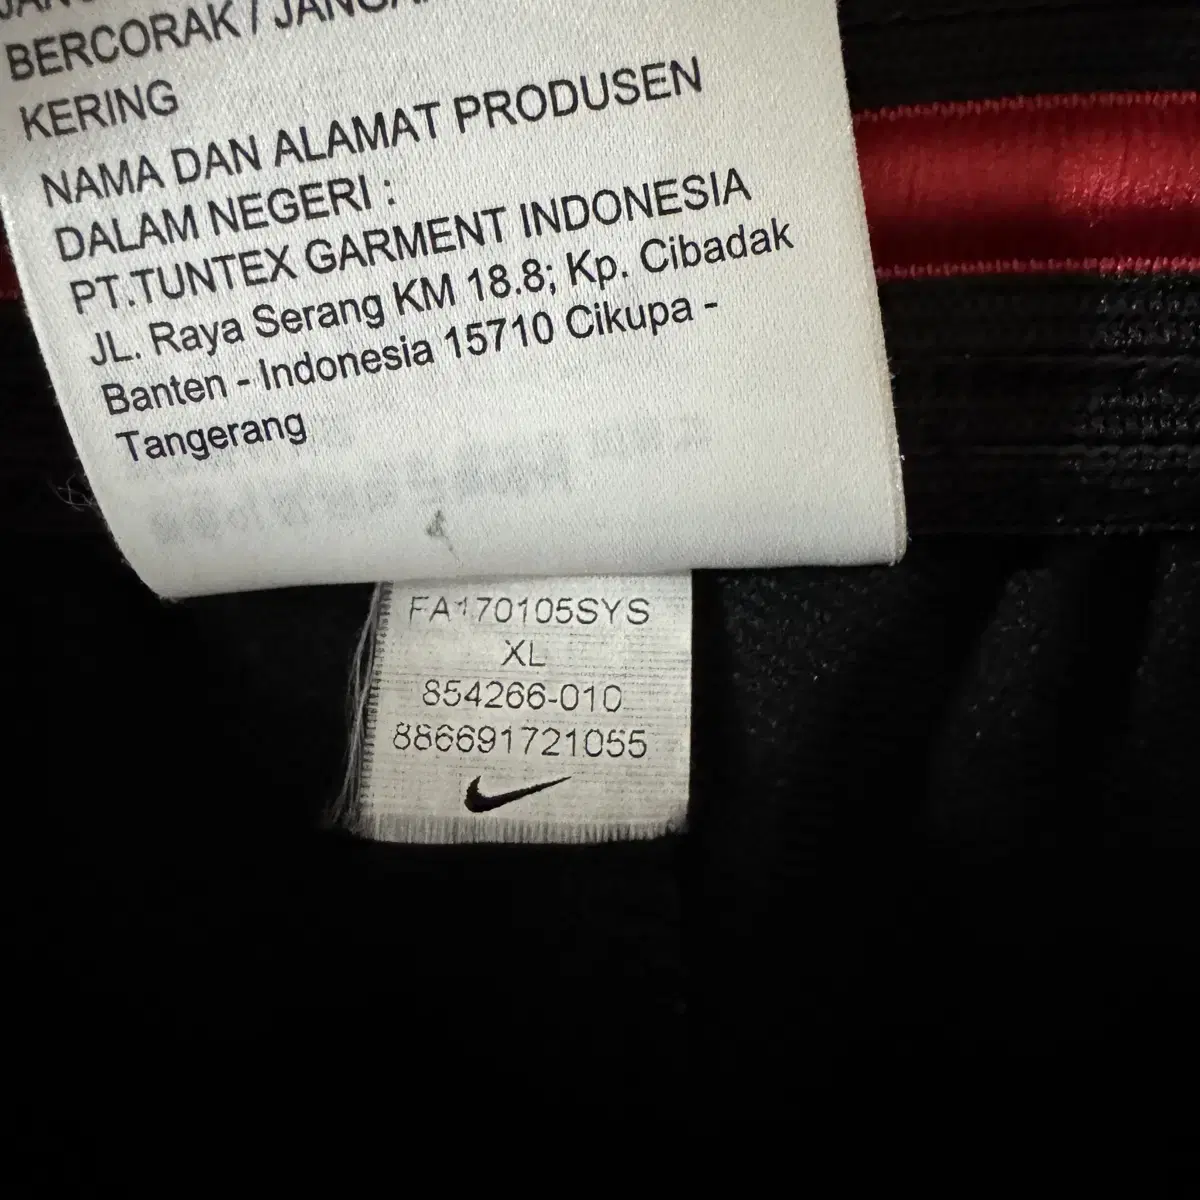 BERCORAK /
KERING
NAMA DAN ALAMAT PRODUSEN
DALAM NEGERI :
PT.TUNTEX GARMENT INDONESIA
JL. Raya Serang KM 18.8; Kp. Cibadak
Banten - Indonesia 15710 Cikupa -
Tangerang
FA170105SYS
XL
854266-010
886691721055